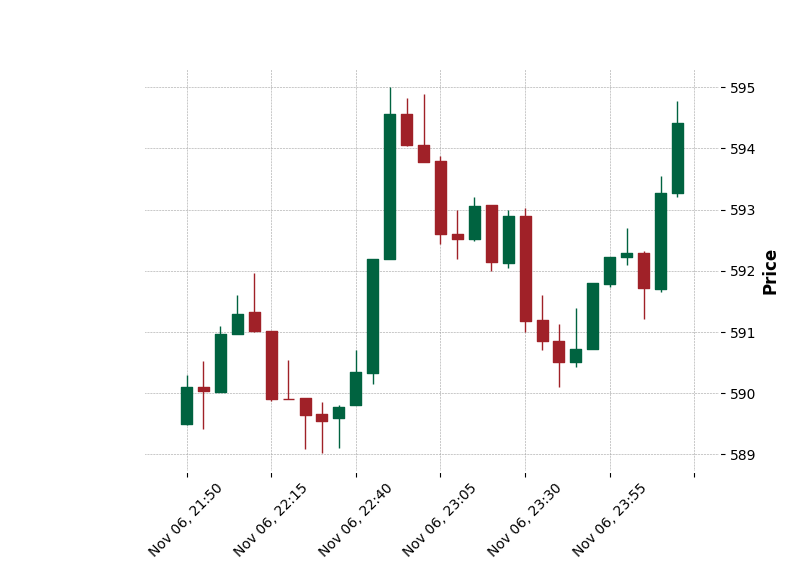 595
594
593
592
591
590
589
Price
Nov 06, 21:50
Nov 06, 22:15
Nov 06, 22:40
Nov 06, 23:05
Nov 06, 23:30
Nov 06, 23:55